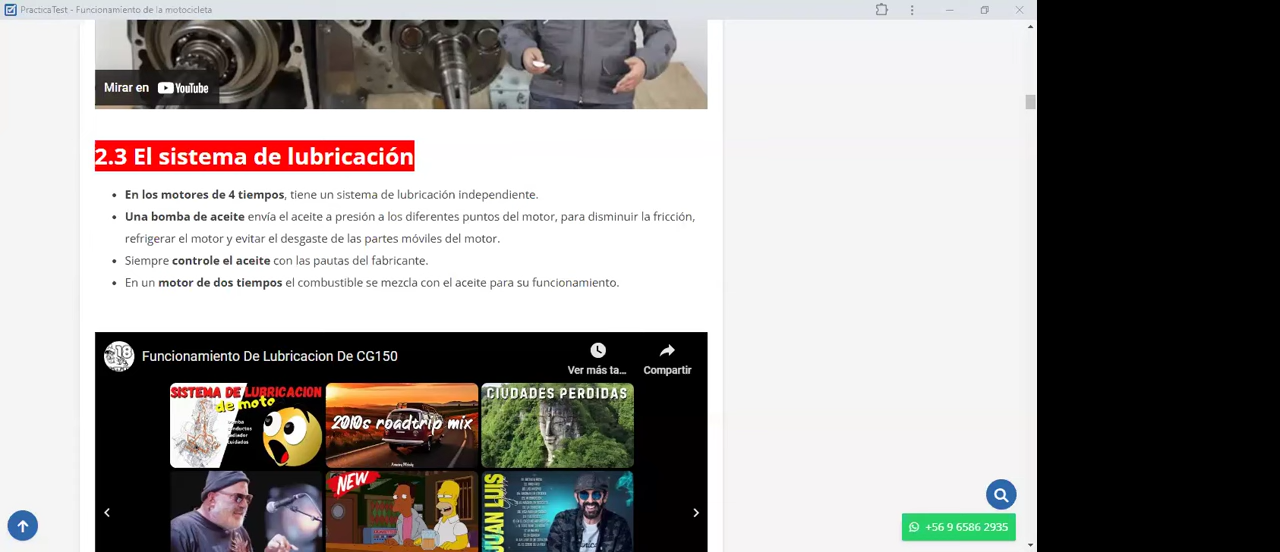 PracticaTest - Funcionamiento de la motocicleta
Mirar en YouTube
2.3 El sistema de lubricación
• En los motores de 4 tiempos, tiene un sistema de lubricación independiente.
• Una bomba de aceite envía el aceite a presión a los diferentes puntos del motor, para disminuir la fricción,
refrigerar el motor y evitar el desgaste de las partes móviles del motor.
• Siempre controle el aceite con las pautas del fabricante.
• En un motor de dos tiempos el combustible se mezcla con el aceite para su funcionamiento.
18
Funcionamiento De Lubricacion De CG150
Ver más ta...
Compartir
SISTEMA DE LUBRICACION
de moto
2010s roadtrip mix
CIUDADES PERDIDAS
NEW
JUAN LUIS
+56 9 6586 2935